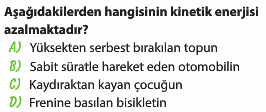 Aşağıdakilerden hangisinin kinetik enerjisi
azalmaktadır?
A) Yüksekten serbest bırakılan topun
B) Sabit süratle hareket eden otomobilin
C) Kaydıraktan kayan çocuğun
D) Frenine basılan bisikletin